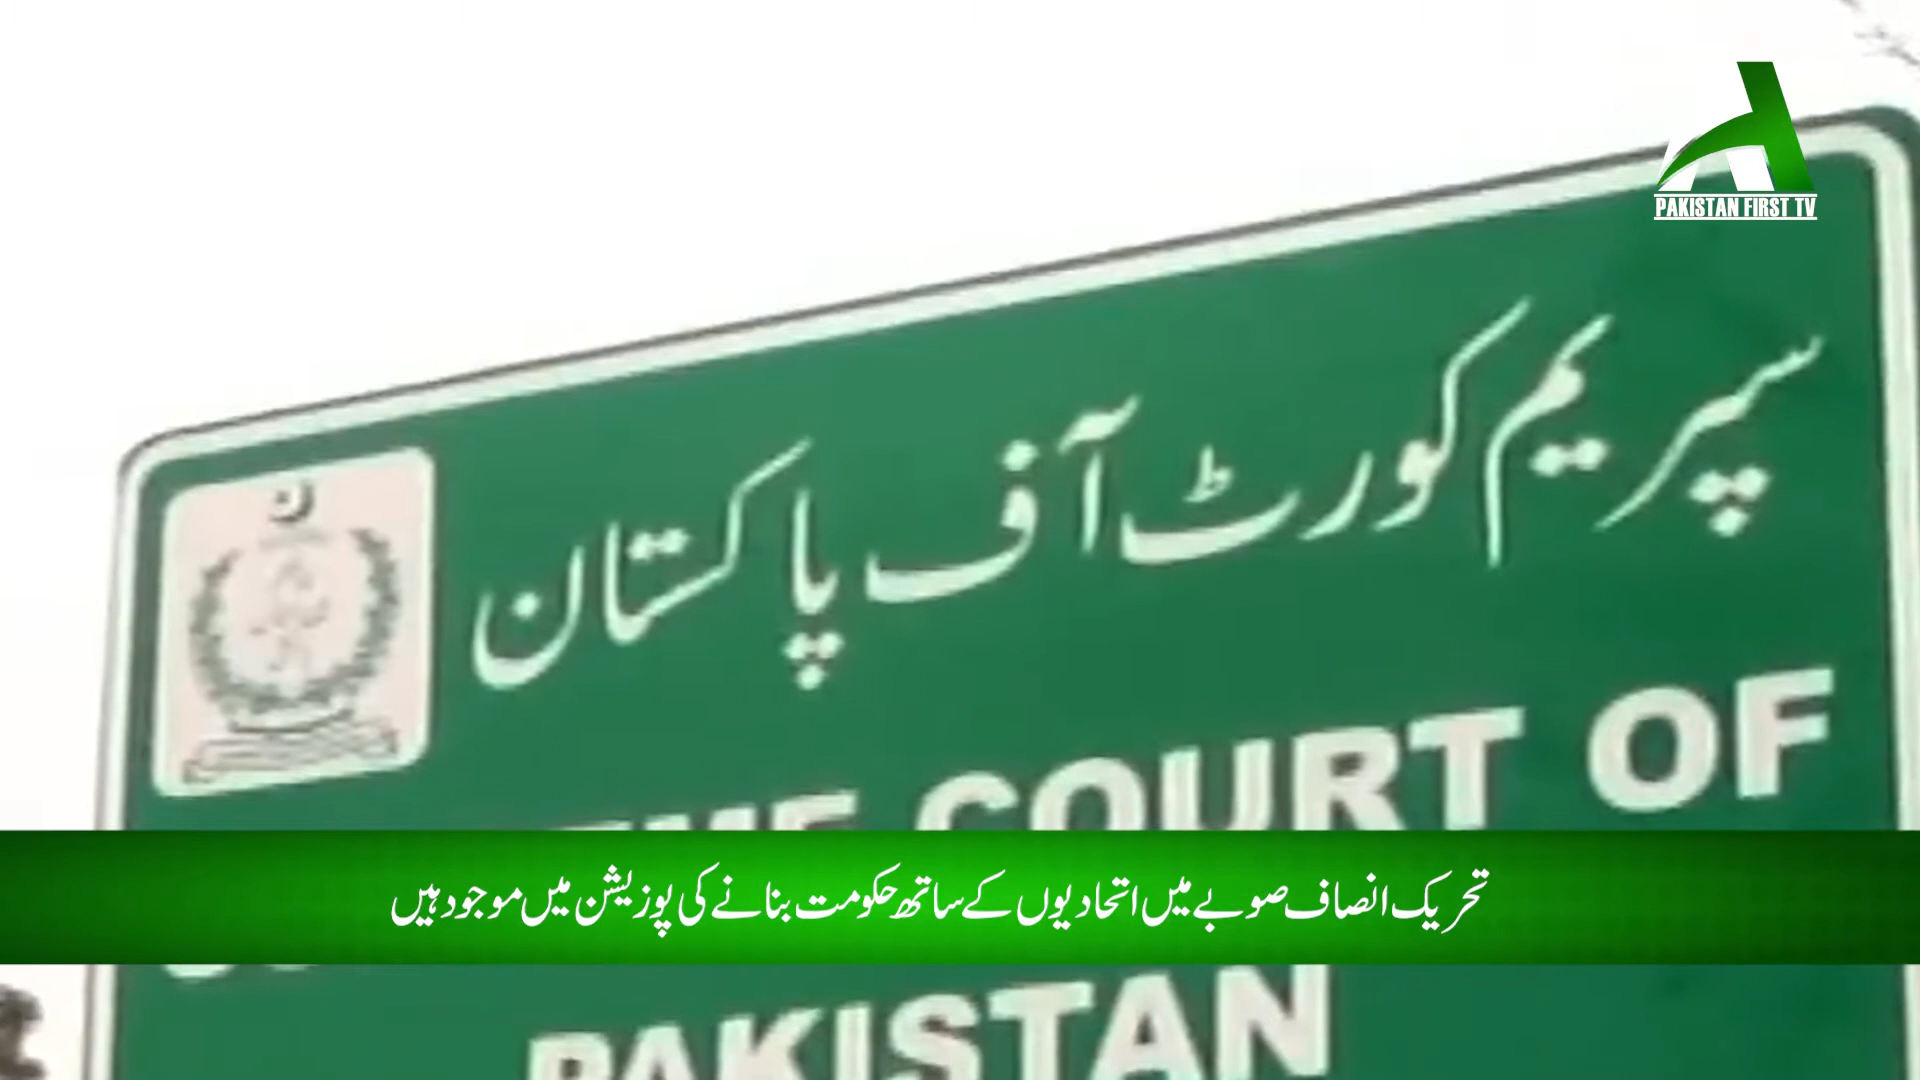 PAKISTAN FIRST TV
سپریم کورٹ آف پاکستان
COURT OF
تحریک انصاف صوبے میں اتحادیوں کے ساتھ حکومت بنانے کی پوزیشن میں موجود ہیں
PAKISTAN